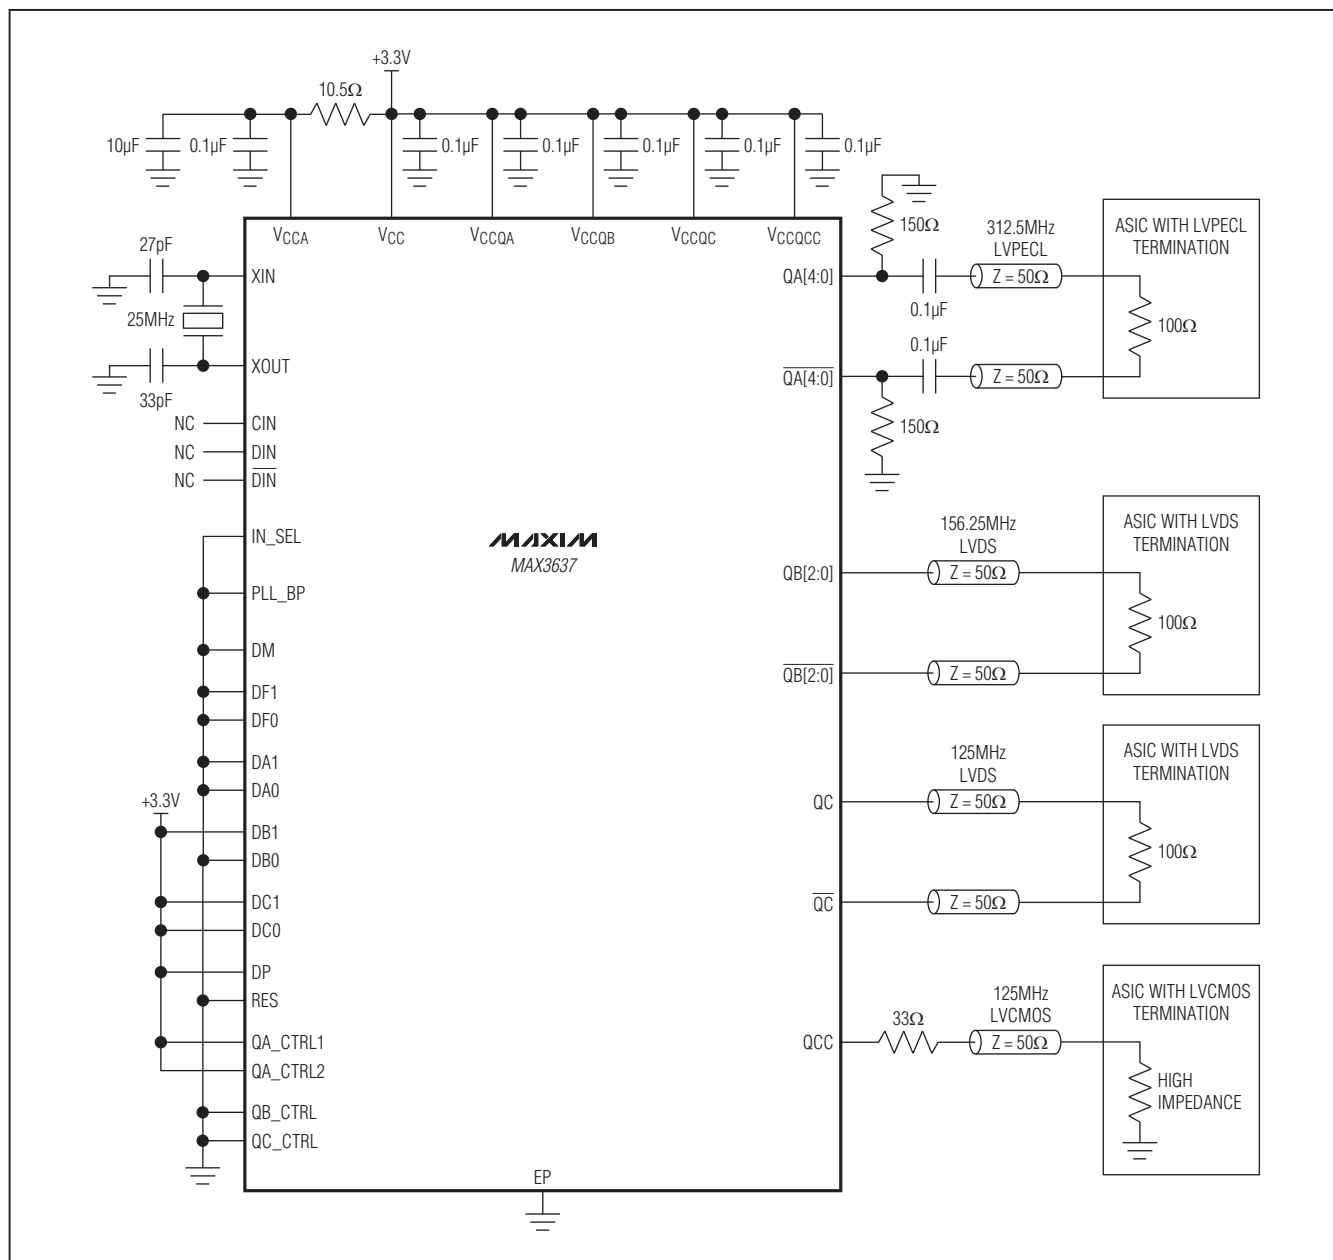 +3.3V
10.5Ω
10µF
0.1µF
0.1µF
0.1µF
0.1µF
0.1µF
0.1µF
VCCA
VCC
VCCQA
VCCQB
VCCQC
VCCQCC
27pF
XIN
25MHz
XOUT
33pF
NC CIN
NC DIN
NC DIN
IN_SEL
PLL_BP
DM
DF1
DF0
DA1
DA0
+3.3V
DB1
DB0
DC1
DC0
DP
RES
QA_CTRL1
QA_CTRL2
QB_CTRL
QC_CTRL
MAXIM
MAX3637
EP
150Ω
312.5MHz
LVPECL
QA[4:0]
Z = 50Ω
0.1µF
ASIC WITH LVPECL
TERMINATION
100Ω
0.1µF
QA[4:0]
Z = 50Ω
150Ω
156.25MHz
LVDS
QB[2:0]
Z = 50Ω
ASIC WITH LVDS
TERMINATION
100Ω
QB[2:0]
Z = 50Ω
125MHz
LVDS
QC
Z = 50Ω
ASIC WITH LVDS
TERMINATION
100Ω
QC
Z = 50Ω
125MHz
LVCMOS
QCC
33Ω
Z = 50Ω
ASIC WITH LVCMOS
TERMINATION
HIGH
IMPEDANCE